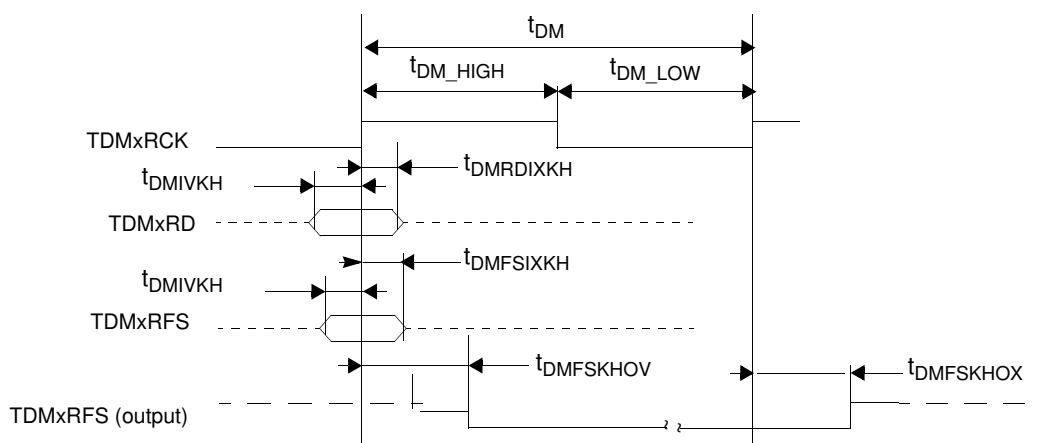 tDM
tDM_HIGH
tDM_LOW
TDMxRCK
tDMRDIXKH
tDMIVKH
TDMxRD
tDMFSIXKH
tDMIVKH
TDMxRFS
tDMFSKHOV
tDMFSKHOX
TDMxRFS (output)